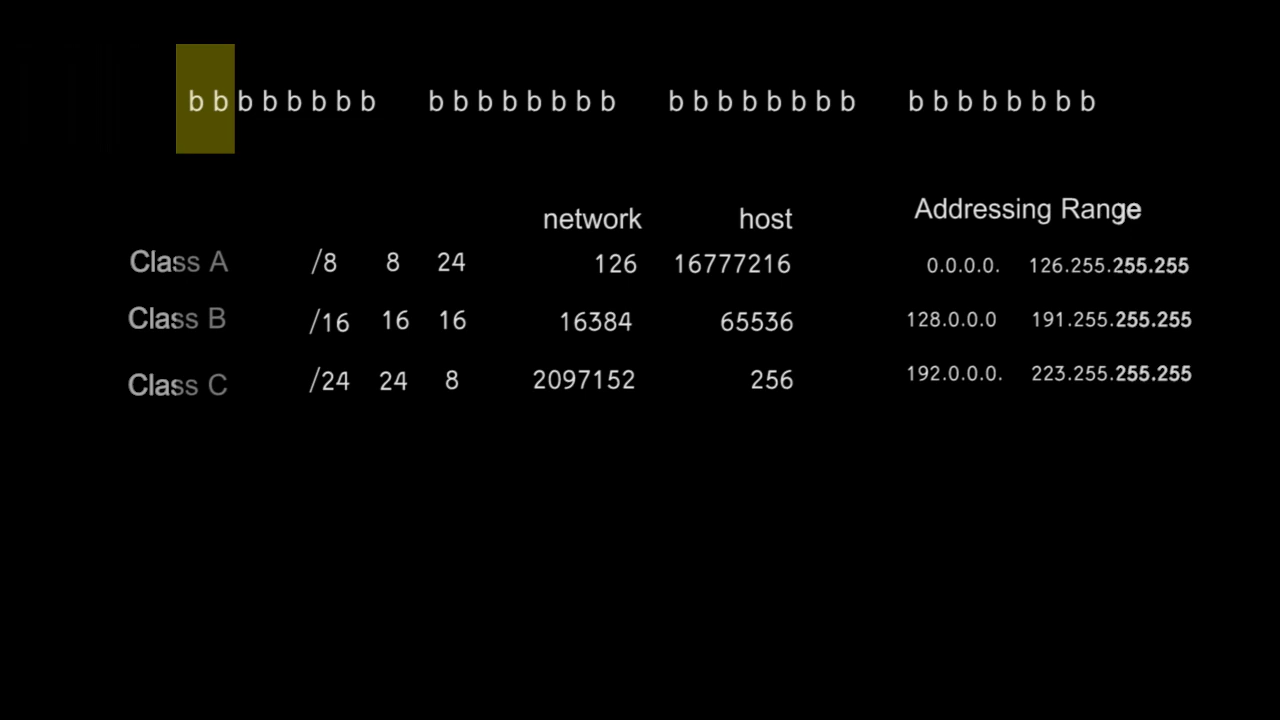 b b b b b b b b b b b b b b b b b b b b b b b b b b b b b b b b
network host Addressing Range
Class A /8 8 24 126 16777216 0.0.0.0. 126.255.255.255
Class B /16 16 16 16384 65536 128.0.0.0 191.255.255.255
Class C /24 24 8 2097152 256 192.0.0.0. 223.255.255.255